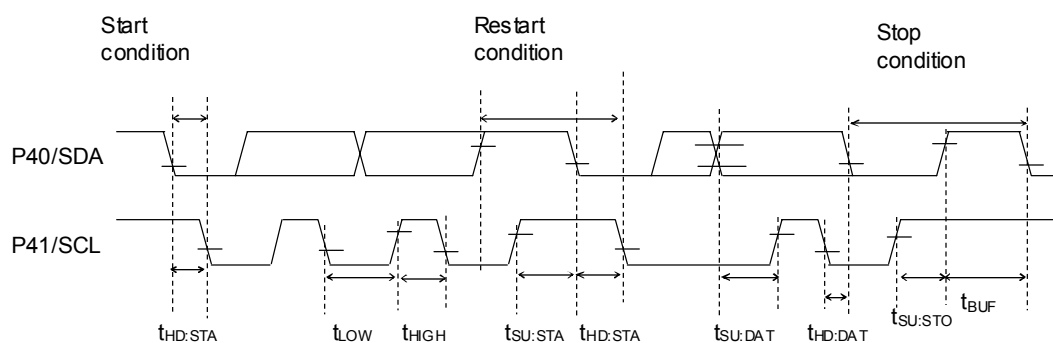 Start
condition
Restart
condition
Stop
condition
P40/SDA
P41/SCL
tHD:STA
tLOW
tHIGH
tSU:STA
tHD:STA
tSU:DAT
tHD:DAT
tSU:STO
tBUF